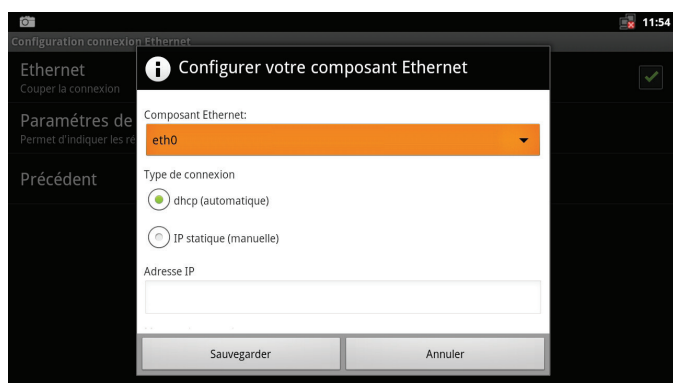 11:54
Configuration connexion Ethernet
Ethernet
Couper la connexion
Paramétres de
Permet d'indiquer les ré
Précédent
Configurer votre composant Ethernet
Composant Ethernet:
eth0
Type de connexion
dhcp (automatique)
IP statique (manuelle)
Adresse IP
Sauvegarder
Annuler